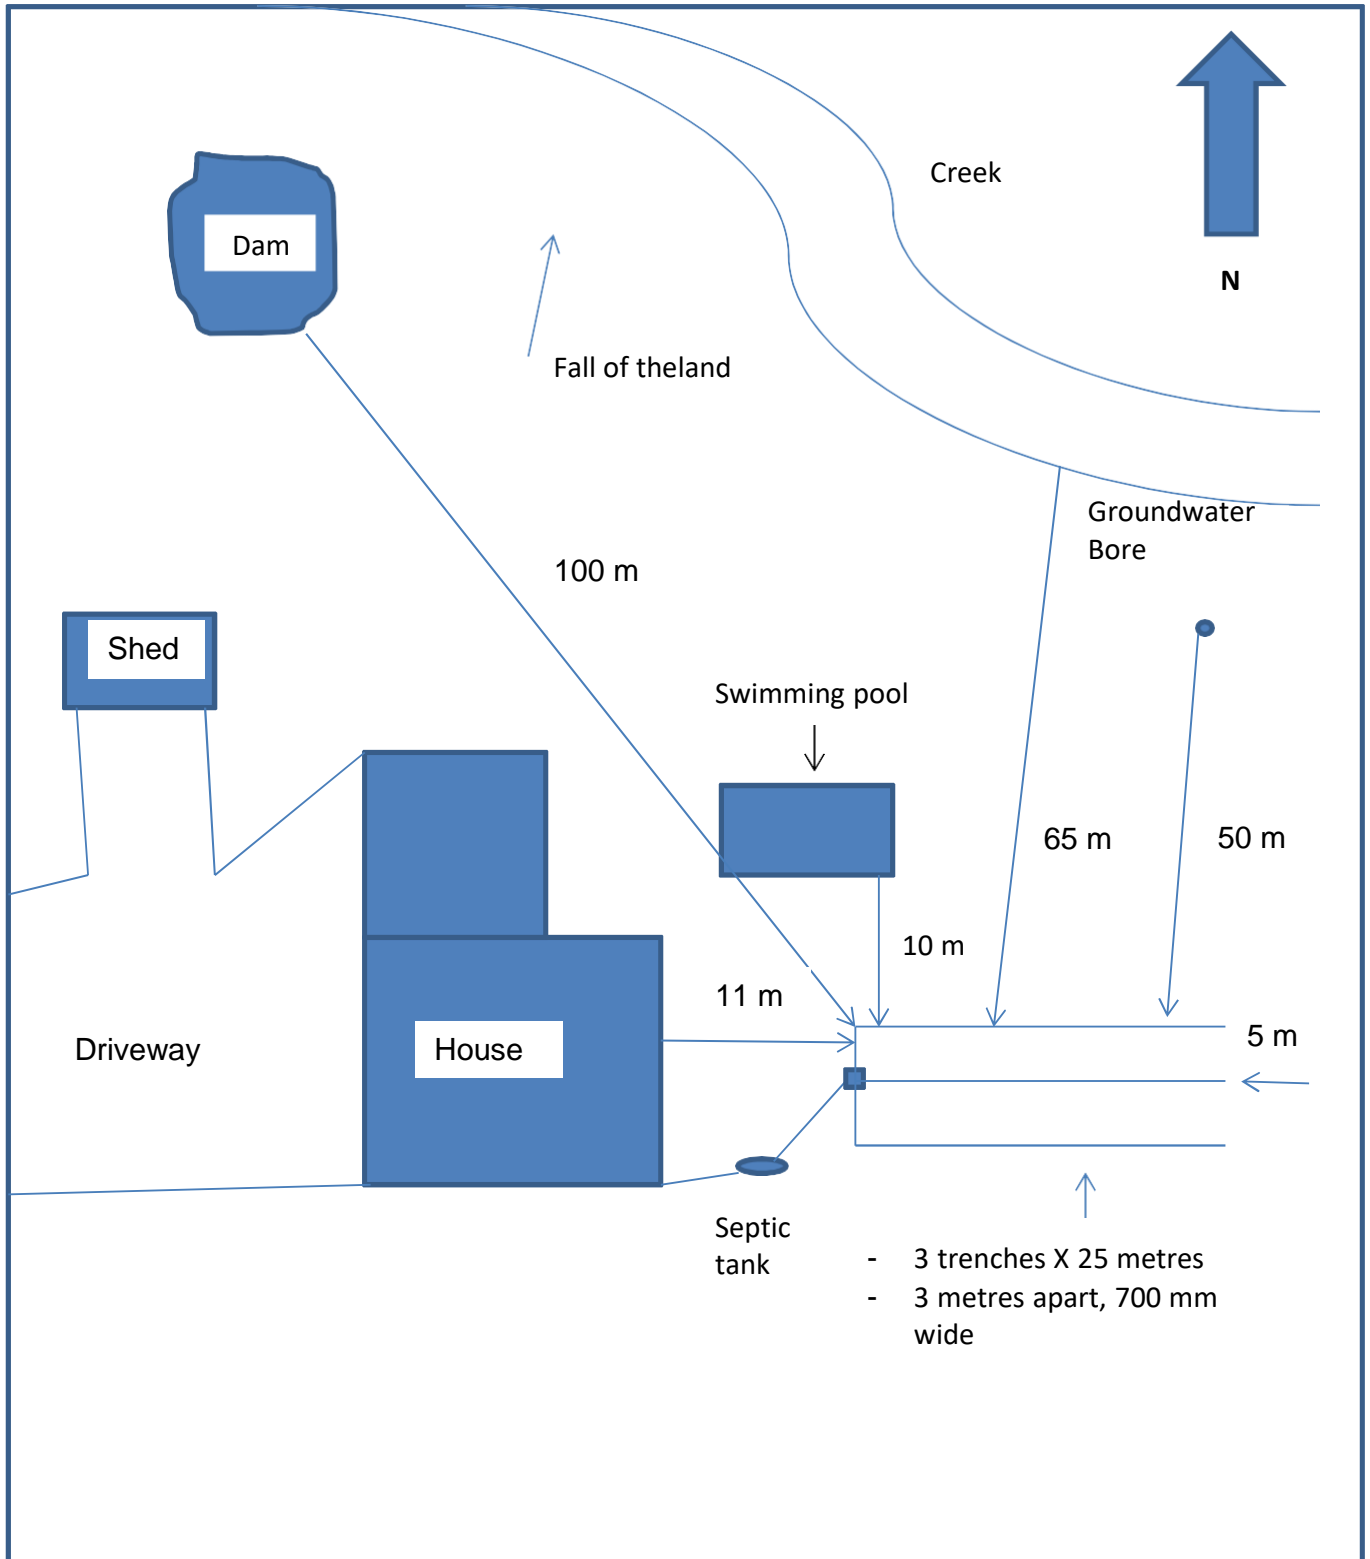 Creek
Dam
N
Fall of theland
Groundwater
Bore
100 m
Shed
Swimming pool
65 m
50 m
10 m
11 m
5 m
Driveway
House
Septic
tank
- 3 trenches X 25 metres
- 3 metres apart, 700 mm
wide